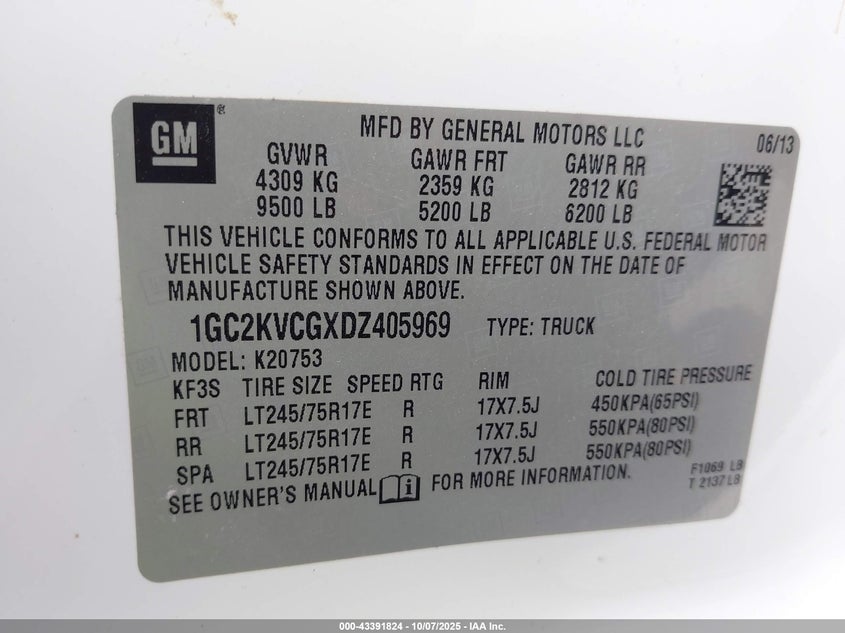 GM ®
MFD BY GENERAL MOTORS LLC 06/13
GVWR GAWR FRT GAWR RR
4309 KG 2359 KG 2812 KG
9500 LB 5200 LB 6200 LB
THIS VEHICLE CONFORMS TO ALL APPLICABLE U.S. FEDERAL MOTOR
VEHICLE SAFETY STANDARDS IN EFFECT ON THE DATE OF
MANUFACTURE SHOWN ABOVE.
1GC2KVCGXDZ405969 TYPE: TRUCK
MODEL: K20753
KF3S TIRE SIZE SPEED RTG RIM COLD TIRE PRESSURE
FRT LT245/75R17E R 17X7.5J 450KPA(65PSI)
RR LT245/75R17E R 17X7.5J 550KPA(80PSI)
SPA LT245/75R17E R 17X7.5J 550KPA(80PSI)
SEE OWNER'S MANUAL FOR MORE INFORMATION.
F1069 LB
T 2137LB
000-43391824 | 10/07/2025 - IAA Inc.